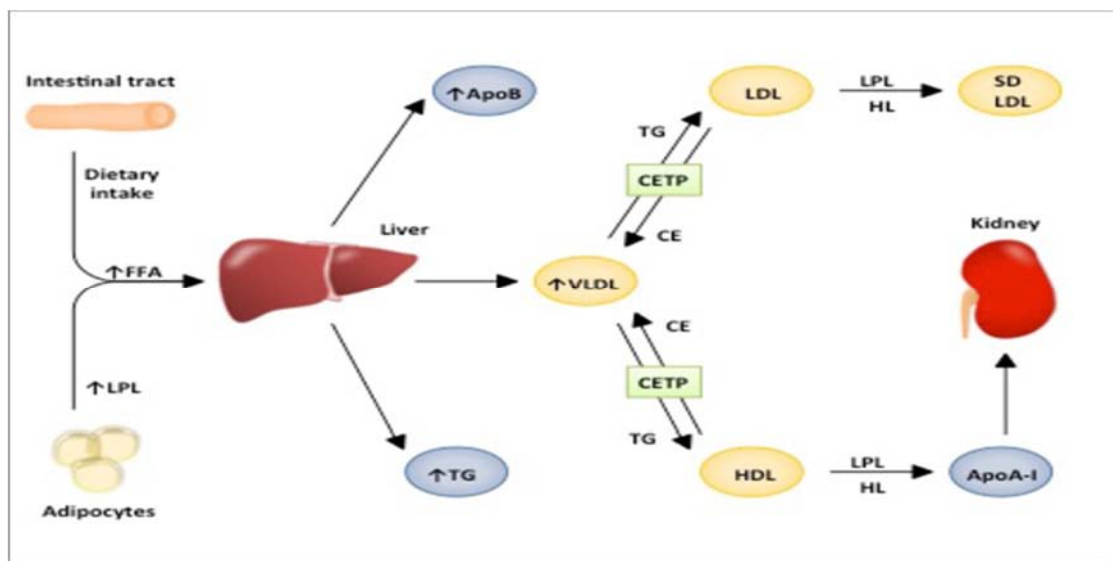 Intestinal tract
Dietary
intake
↑FFA
↑LPL
Adipocytes
Liver
↑ApoB
↑VLDL
↑TG
TG
CETP
CE
CE
CETP
TG
LDL
LPL
HL
SD
LDL
Kidney
HDL
LPL
HL
ApoA-I